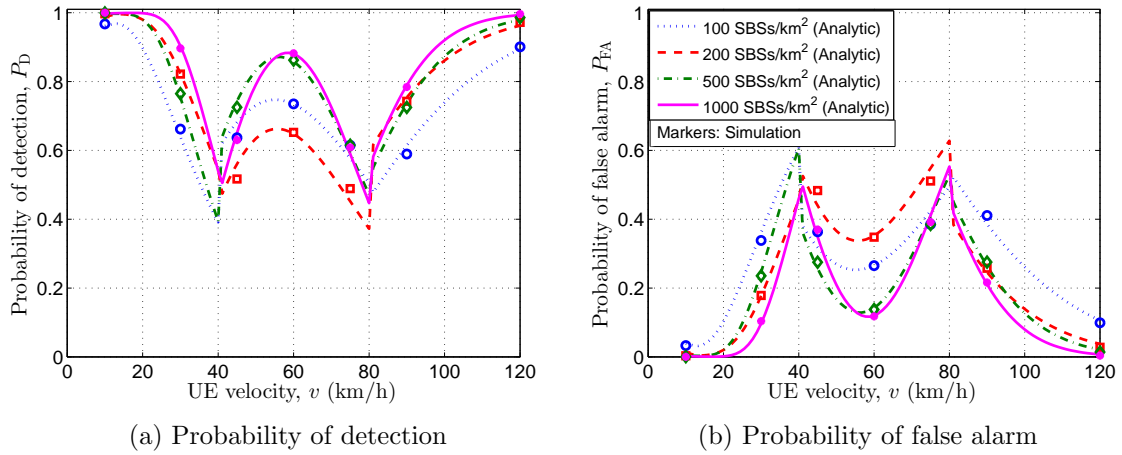 Probability of detection, P_D
1
0.8
0.6
0.4
0.2
0
0 20 40 60 80 100 120
UE velocity, v (km/h)
(a) Probability of detection
Probability of false alarm, P_FA
1
0.8
0.6
0.4
0.2
0
0 20 40 60 80 100 120
UE velocity, v (km/h)
100 SBSs/km² (Analytic)
200 SBSs/km² (Analytic)
500 SBSs/km² (Analytic)
1000 SBSs/km² (Analytic)
Markers: Simulation
(b) Probability of false alarm